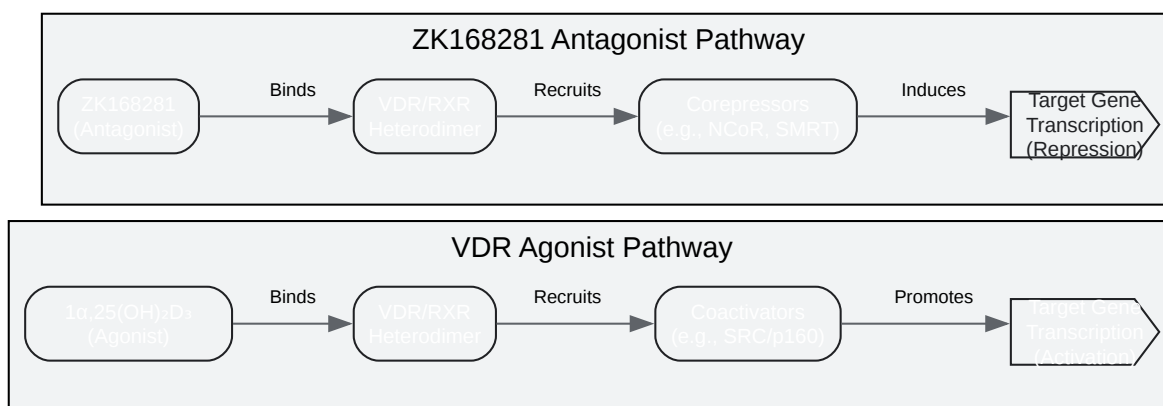 ZK168281 Antagonist Pathway
ZK168281
(Antagonist)
Binds
VDR/RXR
Heterodimer
Recruits
Corepressors
(e.g., NCoR, SMRT)
Induces
Target Gene
Transcription
(Repression)
VDR Agonist Pathway
1α,25(OH)₂D₃
(Agonist)
Binds
VDR/RXR
Heterodimer
Recruits
Coactivators
(e.g., SRC/p160)
Promotes
Target Gene
Transcription
(Activation)